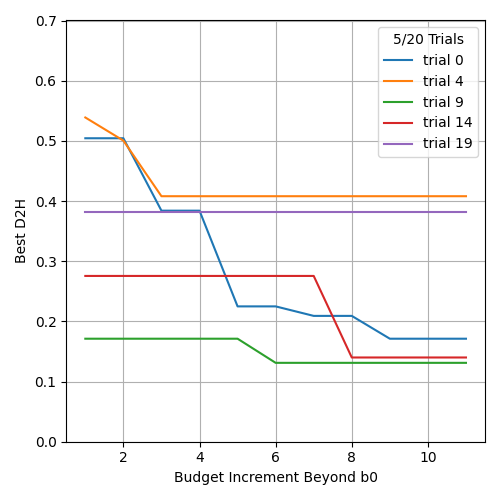 0.7
0.6
0.5
0.4
0.3
0.2
0.1
0.0
Best D2H
2
4
6
8
10
Budget Increment Beyond b0
5/20 Trials
trial 0
trial 4
trial 9
trial 14
trial 19